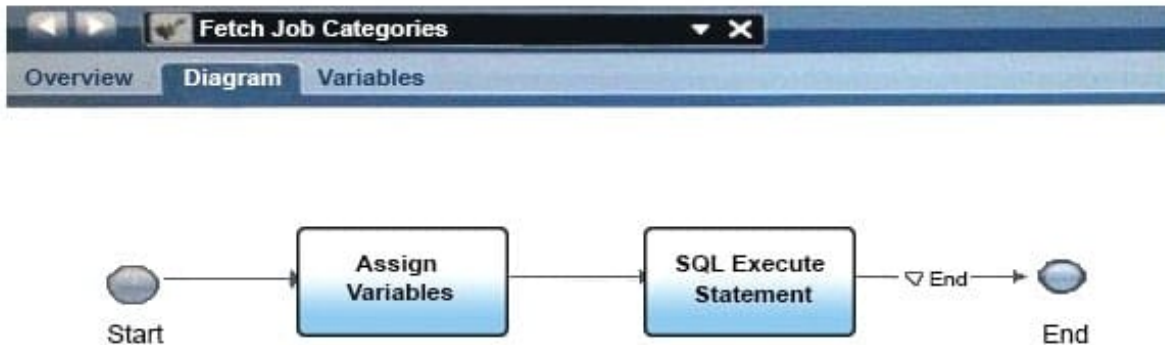 Fetch Job Categories
Overview Diagram Variables
Assign
Variables
SQL Execute
Statement
End
Start
End